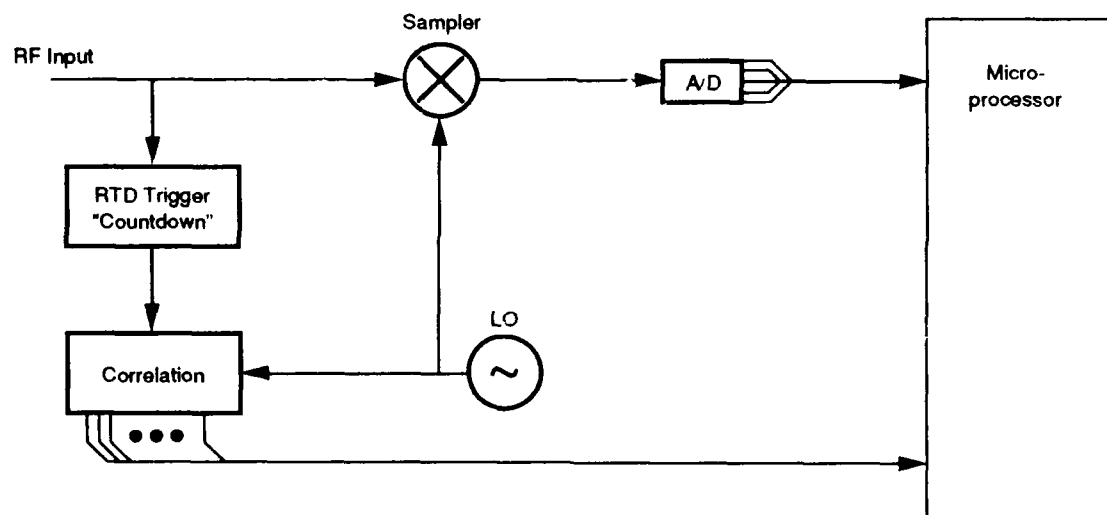 Sampler
RF Input
A/D
Micro-
processor
RTD Trigger
"Countdown"
LO
Correlation
~